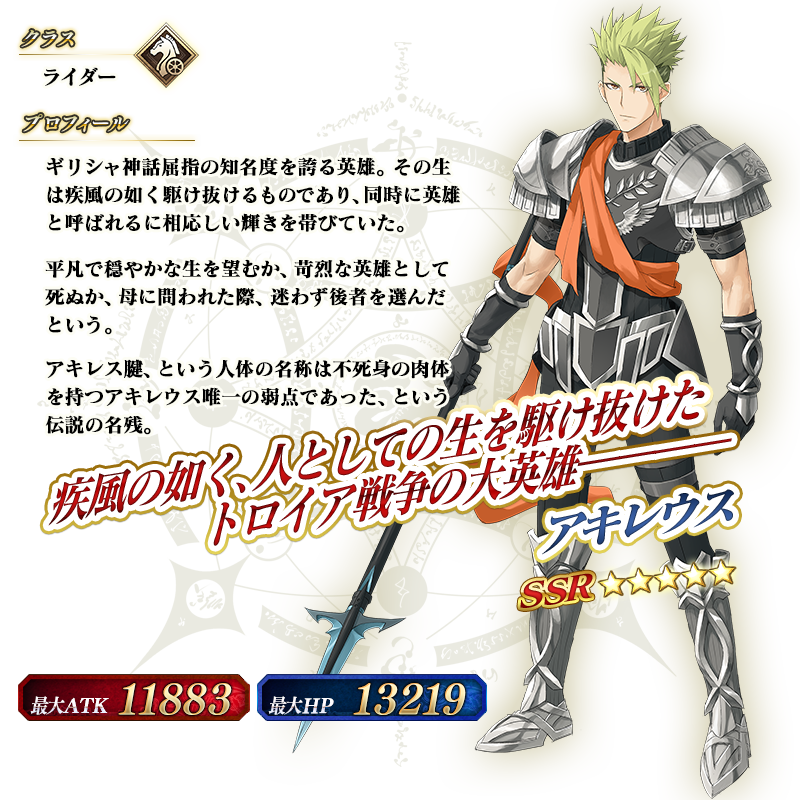 クラス
ライダー
プロフィール
ギリシャ神話屈指の知名度を誇る英雄。その生
は疾風の如く駆け抜けるものであり、同時に英雄
と呼ばれるに相応しい輝きを帯びていた。
平凡で穏やかな生を望むか、苛烈な英雄として
死ぬか、母に問われた際、迷わず後者を選んだ
という。
アキレス腱、という人体の名称は不死身の肉体
を持つアキレウス唯一の弱点であった、という
伝説の名残。
疾風の如く、人としての生を駆け抜けた
トロイア戦争の大英雄――
アキレウス
SSR ★★★★★
最大ATK 11883
最大HP 13219